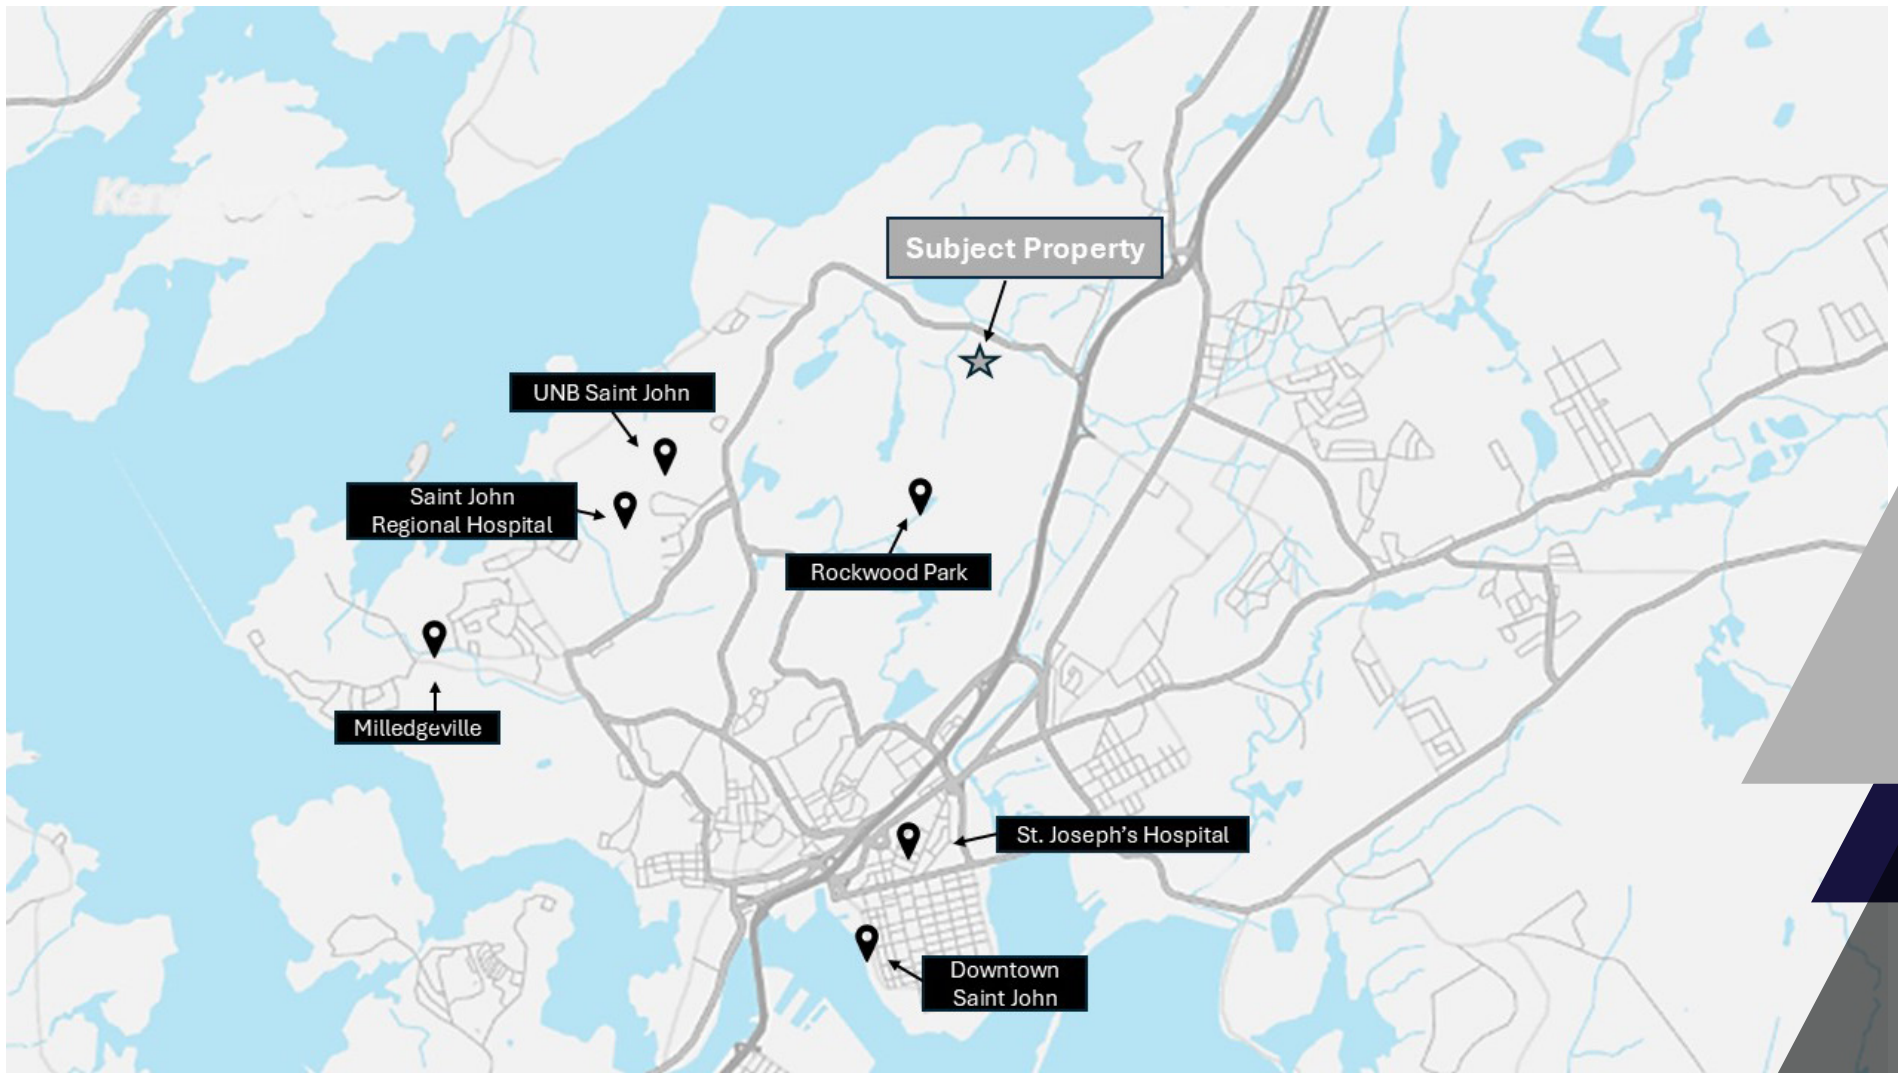 Subject Property
UNB Saint John
Saint John
Regional Hospital
Rockwood Park
Milledgeville
St. Joseph's Hospital
Downtown
Saint John